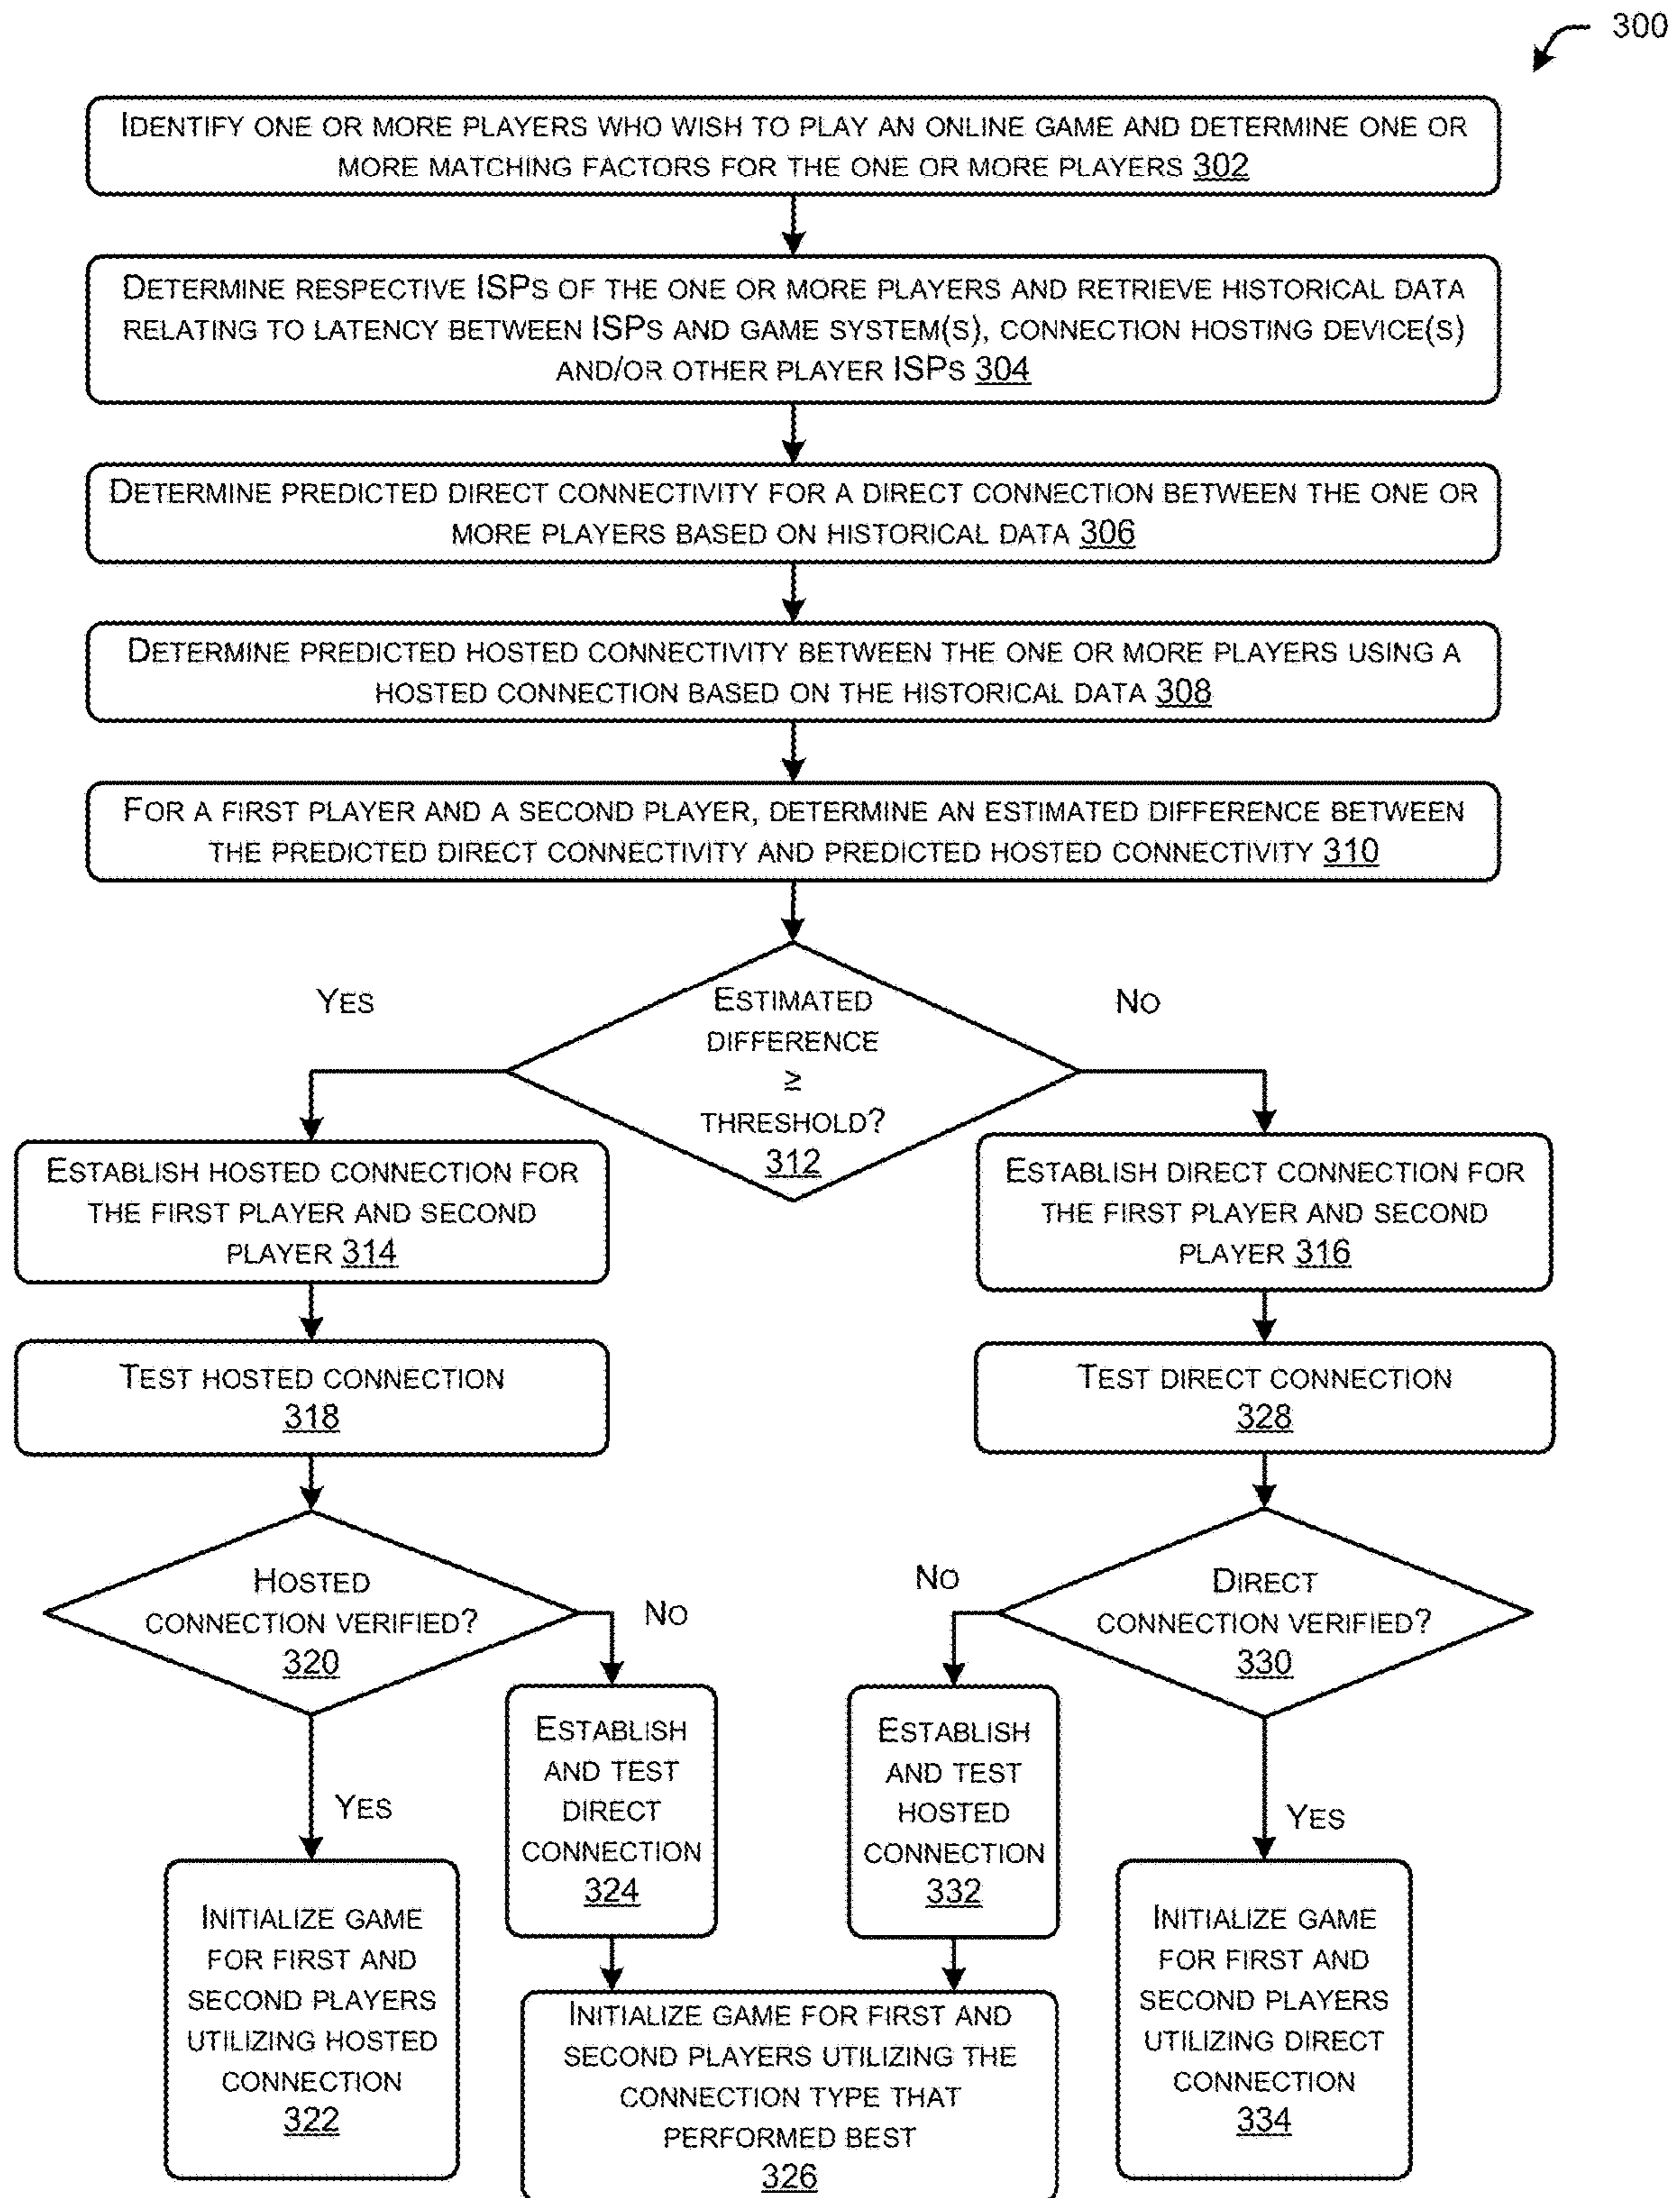 300
IDENTIFY ONE OR MORE PLAYERS WHO WISH TO PLAY AN ONLINE GAME AND DETERMINE ONE OR
MORE MATCHING FACTORS FOR THE ONE OR MORE PLAYERS 302
DETERMINE RESPECTIVE ISPS OF THE ONE OR MORE PLAYERS AND RETRIEVE HISTORICAL DATA
RELATING TO LATENCY BETWEEN ISPS AND GAME SYSTEM(S), CONNECTION HOSTING DEVICE(S)
AND/OR OTHER PLAYER ISPS 304
DETERMINE PREDICTED DIRECT CONNECTIVITY FOR A DIRECT CONNECTION BETWEEN THE ONE OR
MORE PLAYERS BASED ON HISTORICAL DATA 306
DETERMINE PREDICTED HOSTED CONNECTIVITY BETWEEN THE ONE OR MORE PLAYERS USING A
HOSTED CONNECTION BASED ON THE HISTORICAL DATA 308
FOR A FIRST PLAYER AND A SECOND PLAYER, DETERMINE AN ESTIMATED DIFFERENCE BETWEEN
THE PREDICTED DIRECT CONNECTIVITY AND PREDICTED HOSTED CONNECTIVITY 310
YES
ESTIMATED
DIFFERENCE
≥
THRESHOLD?
312
NO
ESTABLISH HOSTED CONNECTION FOR
THE FIRST PLAYER AND SECOND
PLAYER 314
ESTABLISH DIRECT CONNECTION FOR
THE FIRST PLAYER AND SECOND
PLAYER 316
TEST HOSTED CONNECTION
318
TEST DIRECT CONNECTION
328
HOSTED
CONNECTION VERIFIED?
320
NO
NO
DIRECT
CONNECTION VERIFIED?
330
YES
ESTABLISH
AND TEST
DIRECT
CONNECTION
324
ESTABLISH
AND TEST
HOSTED
CONNECTION
332
YES
INITIALIZE GAME
FOR FIRST AND
SECOND PLAYERS
UTILIZING HOSTED
CONNECTION
322
INITIALIZE GAME FOR FIRST AND
SECOND PLAYERS UTILIZING THE
CONNECTION TYPE THAT
PERFORMED BEST
326
INITIALIZE GAME
FOR FIRST AND
SECOND PLAYERS
UTILIZING DIRECT
CONNECTION
334